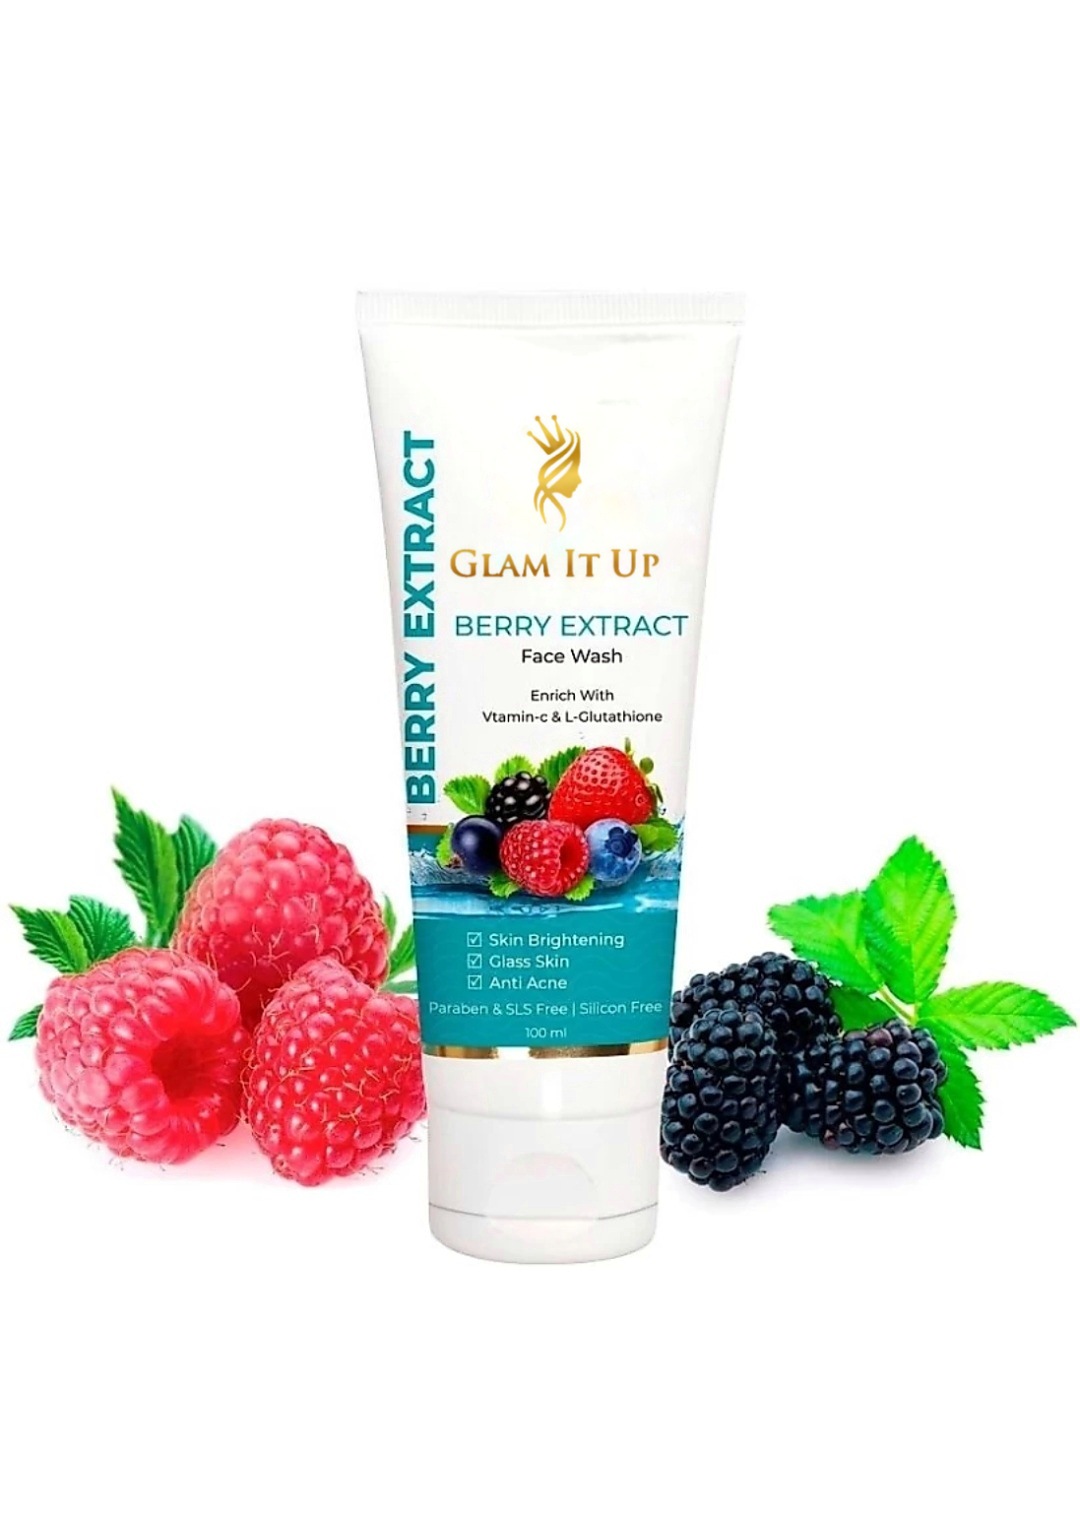 BERRY EXTRACT
GLAM IT UP
BERRY EXTRACT
Face Wash
Enrich With
Vtamin-c & L-Glutathione
☑ Skin Brightening
☑ Glass Skin
☑ Anti Acne
Paraben & SLS Free | Silicon Free
100 ml